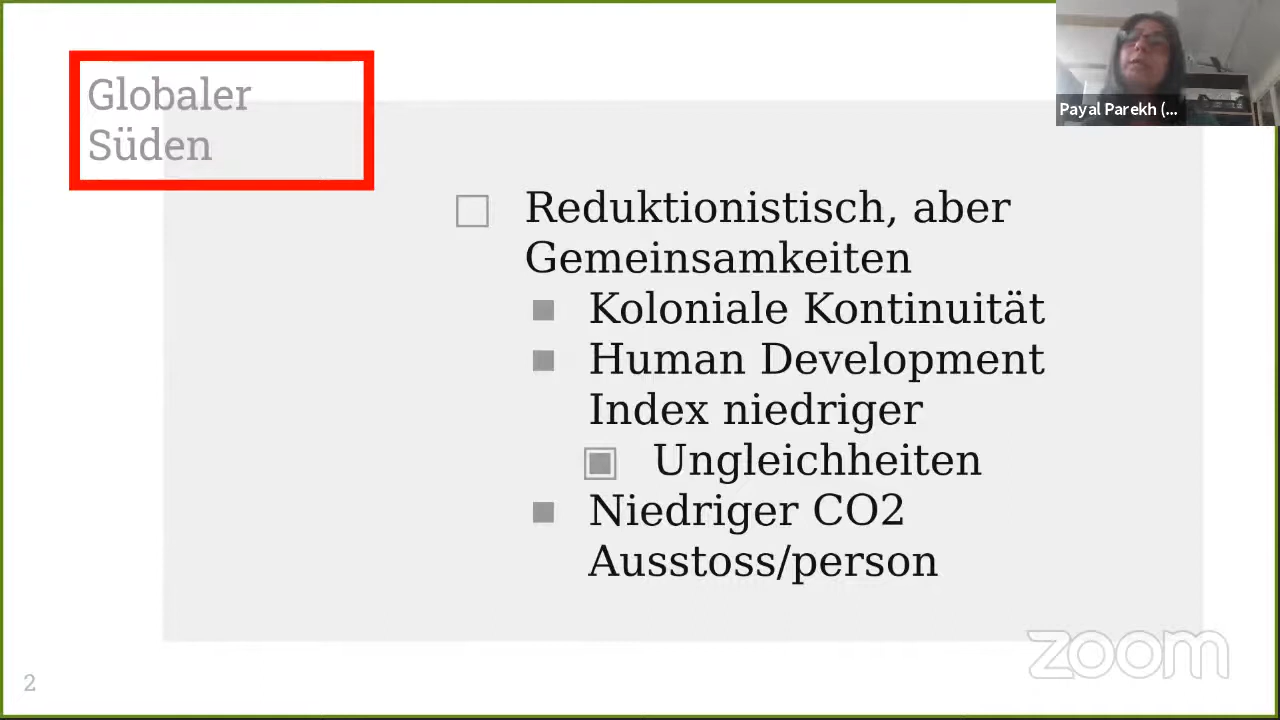 Globaler
Süden
Payal Parekh (...
Reduktionistisch, aber
Gemeinsamkeiten
Koloniale Kontinuität
Human Development
Index niedriger
Ungleichheiten
Niedriger CO2
Ausstoss/person
zoom
2